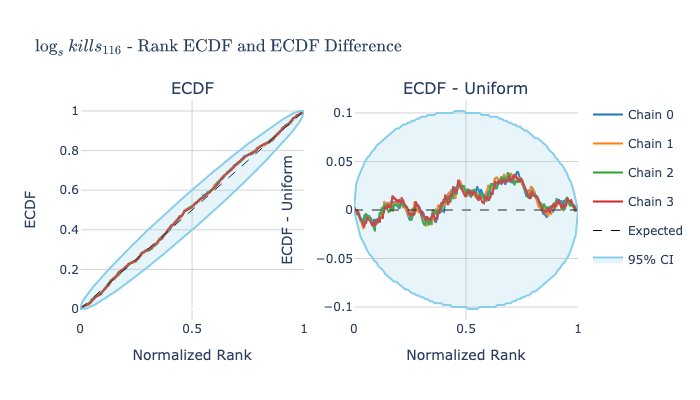 logₛ kills₁₁₆ - Rank ECDF and ECDF Difference
ECDF
ECDF
1
0.8
0.6
0.4
0.2
0
0
0.5
1
Normalized Rank
ECDF - Uniform
ECDF - Uniform
0.1
0.05
0
−0.05
−0.1
0
0.5
1
Normalized Rank
Chain 0
Chain 1
Chain 2
Chain 3
Expected
95% CI